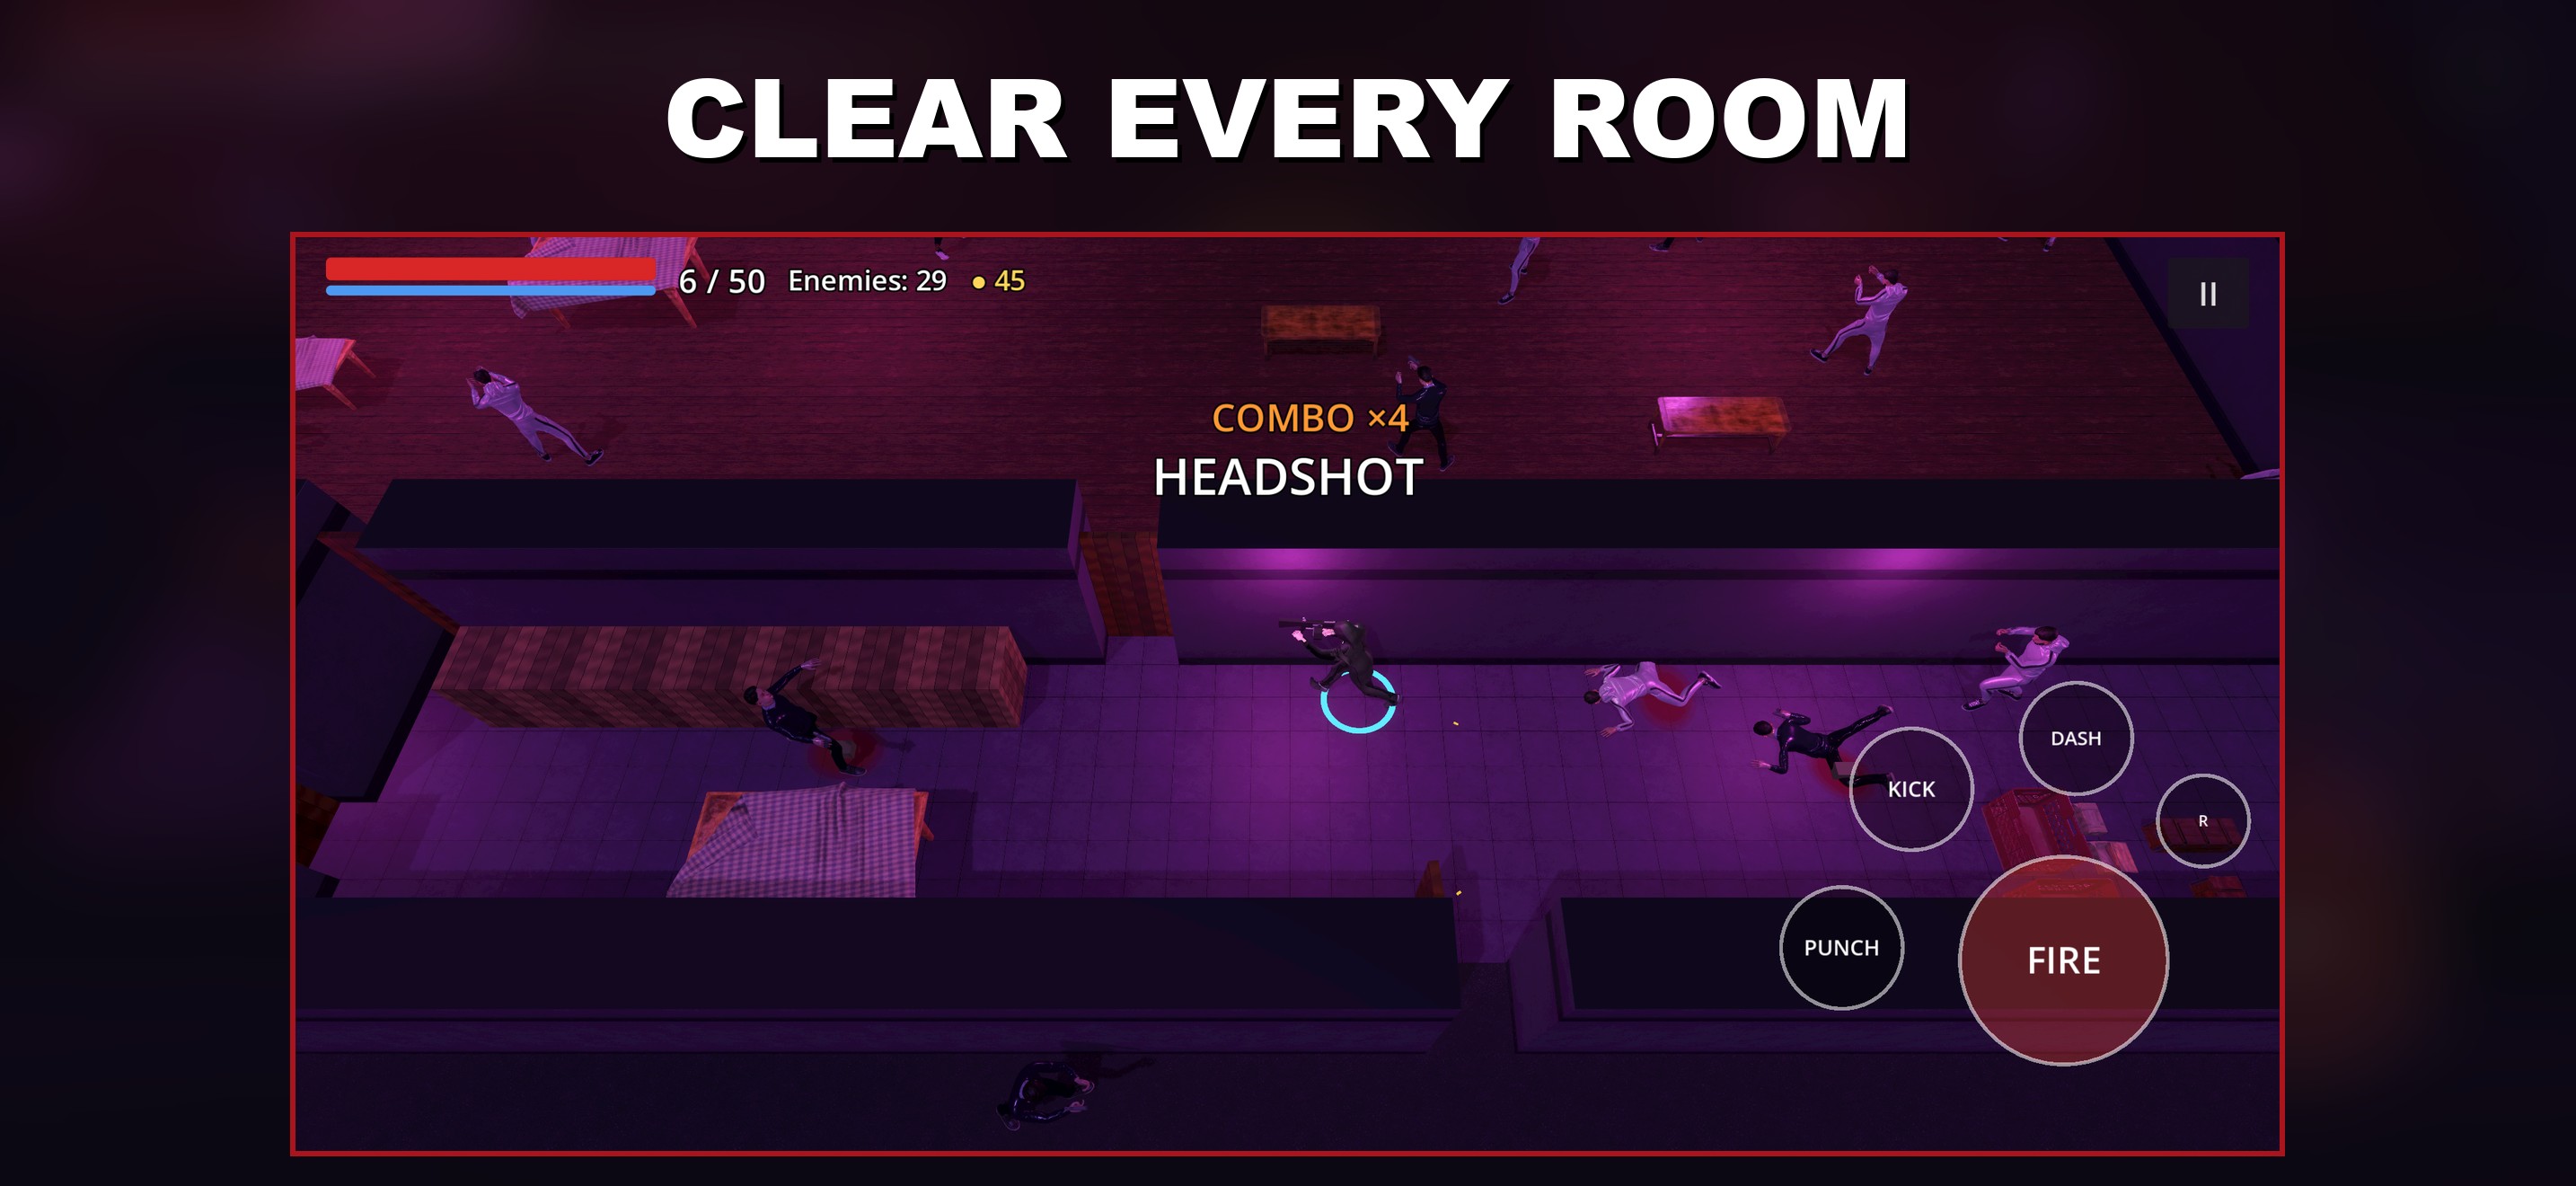 CLEAR EVERY ROOM
6 / 50 Enemies: 29 45
COMBO ×4
HEADSHOT
DASH
KICK
R
PUNCH
FIRE